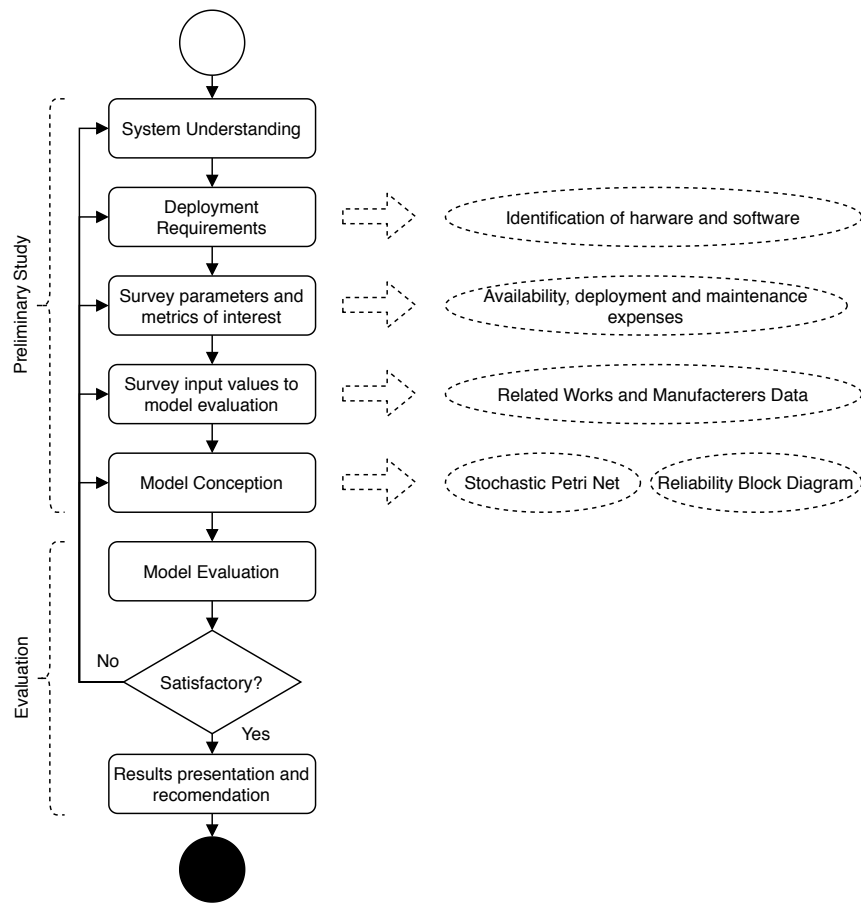 System Understanding
Deployment
Requirements
Identification of harware and software
Survey parameters and
metrics of interest
Availability, deployment and maintenance
expenses
Survey input values to
model evaluation
Related Works and Manufacterers Data
Model Conception
Stochastic Petri Net
Reliability Block Diagram
Preliminary Study
Model Evaluation
Satisfactory?
No
Yes
Results presentation and
recomendation
Evaluation